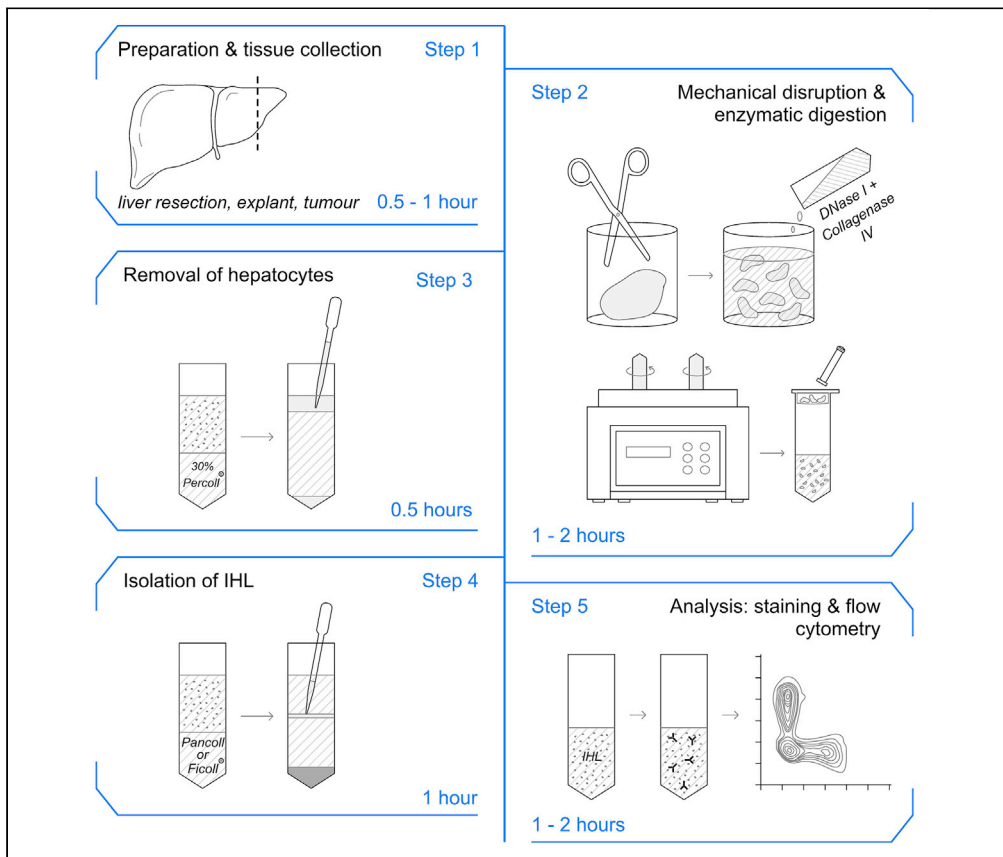 Preparation & tissue collection
Step 1
liver resection, explant, tumour
0.5 - 1 hour
Step 2
Mechanical disruption &
enzymatic digestion
DNase I +
Collagenase
IV
1 - 2 hours
Removal of hepatocytes
Step 3
30%
Percoll®
0.5 hours
Isolation of IHL
Step 4
Pancoll
or
Ficoll®
1 hour
Step 5
Analysis: staining & flow
cytometry
IHL
1 - 2 hours